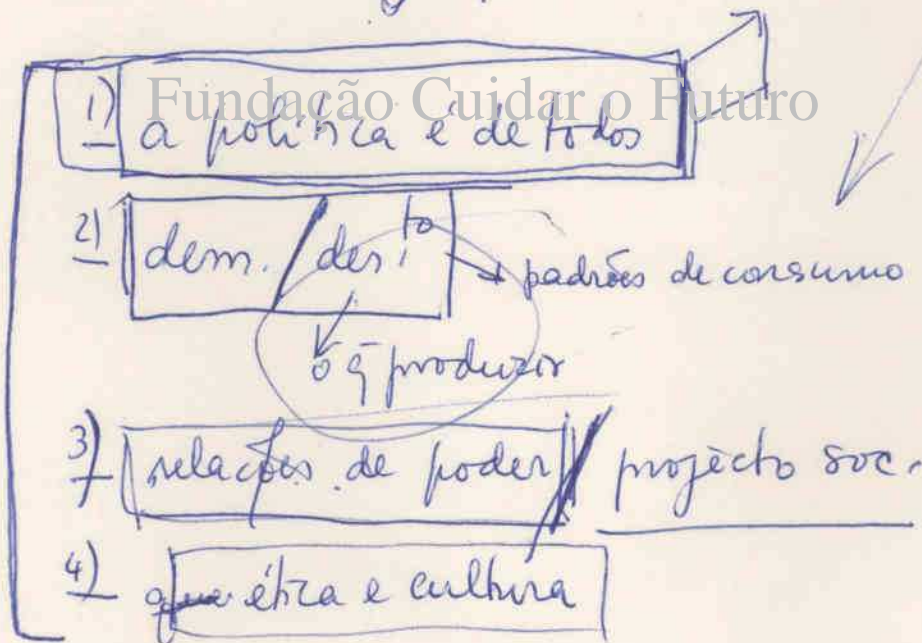 Fundação Cuidar o Futuro
1) a política é de todos
2) dem. / des.to → padrões de consumo
o q̄ produzir
3) relações de poder / projecto soc.
4) que ética e cultura